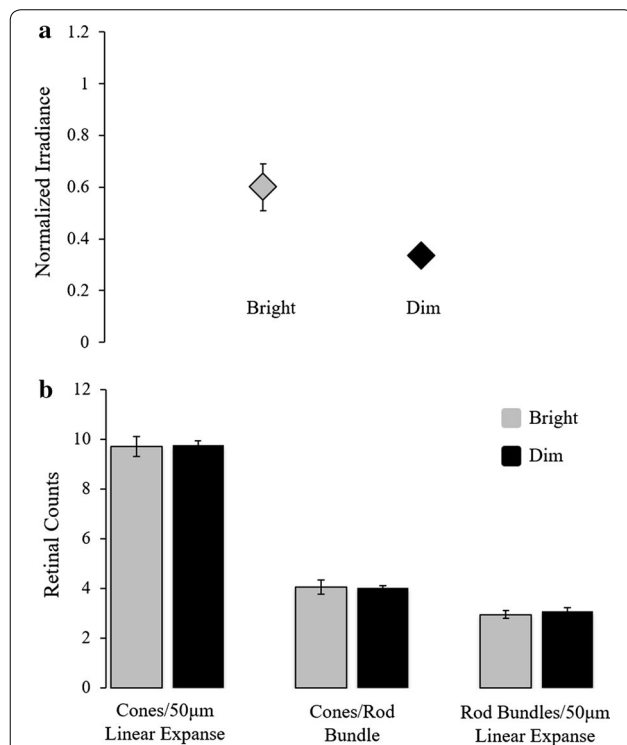 a
1.2
1
0.8
0.6
0.4
0.2
0
Normalized Irradiance
Bright
Dim
b
12
10
8
6
4
2
0
Retinal Counts
Bright
Dim
Cones/50μm
Linear Expanse
Cones/Rod
Bundle
Rod Bundles/50μm
Linear Expanse